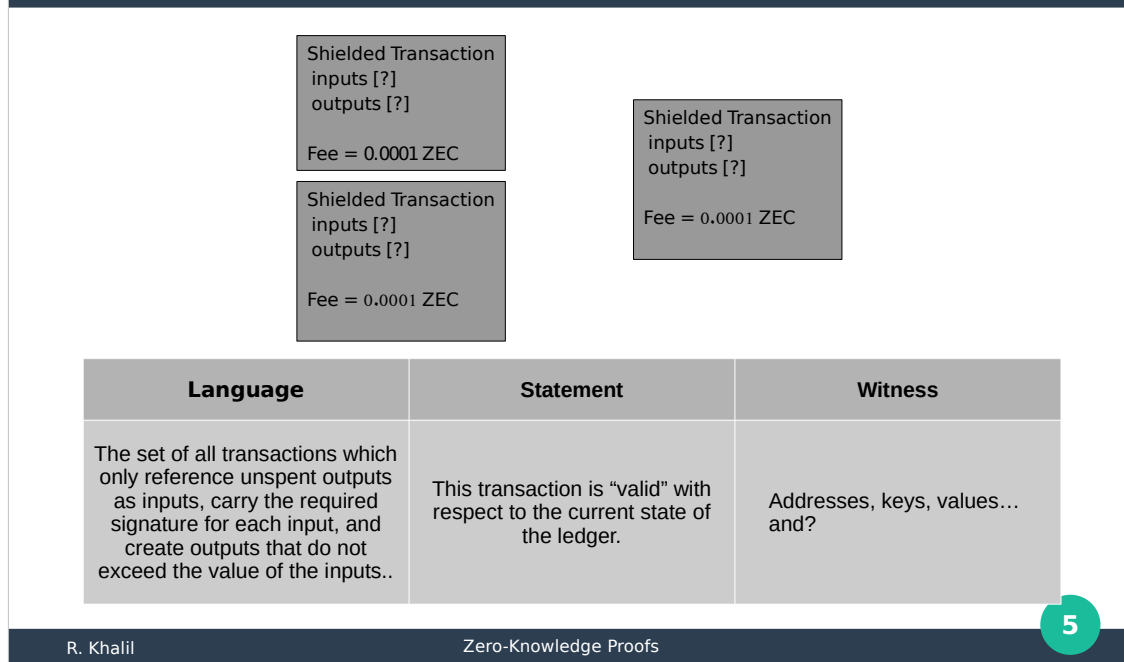 Shielded Transaction
inputs [?]
outputs [?]
Fee = 0.0001 ZEC
Shielded Transaction
inputs [?]
outputs [?]
Fee = 0.0001 ZEC
Shielded Transaction
inputs [?]
outputs [?]
Fee = 0.0001 ZEC
Language
Statement
Witness
The set of all transactions which
only reference unspent outputs
as inputs, carry the required
signature for each input, and
create outputs that do not
exceed the value of the inputs..
This transaction is “valid” with
respect to the current state of
the ledger.
Addresses, keys, values…
and?
5
R. Khalil
Zero-Knowledge Proofs